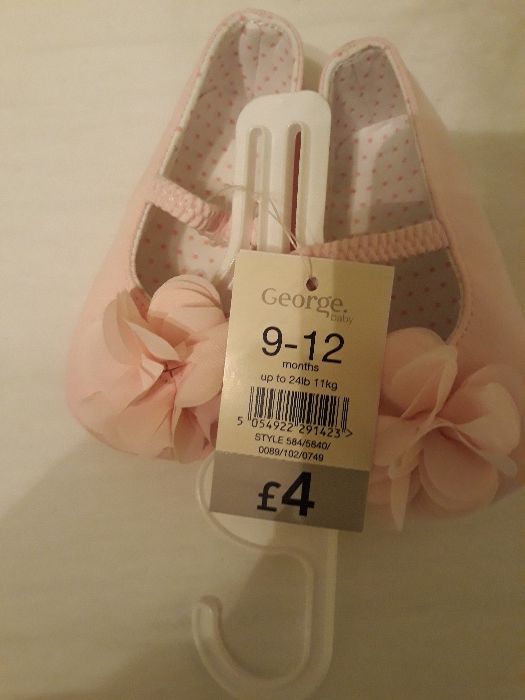 George.
baby
9-12
months
up to 24lb 11kg
5 054922 291423 >
STYLE 584/5840/
0089/102/0749
£4